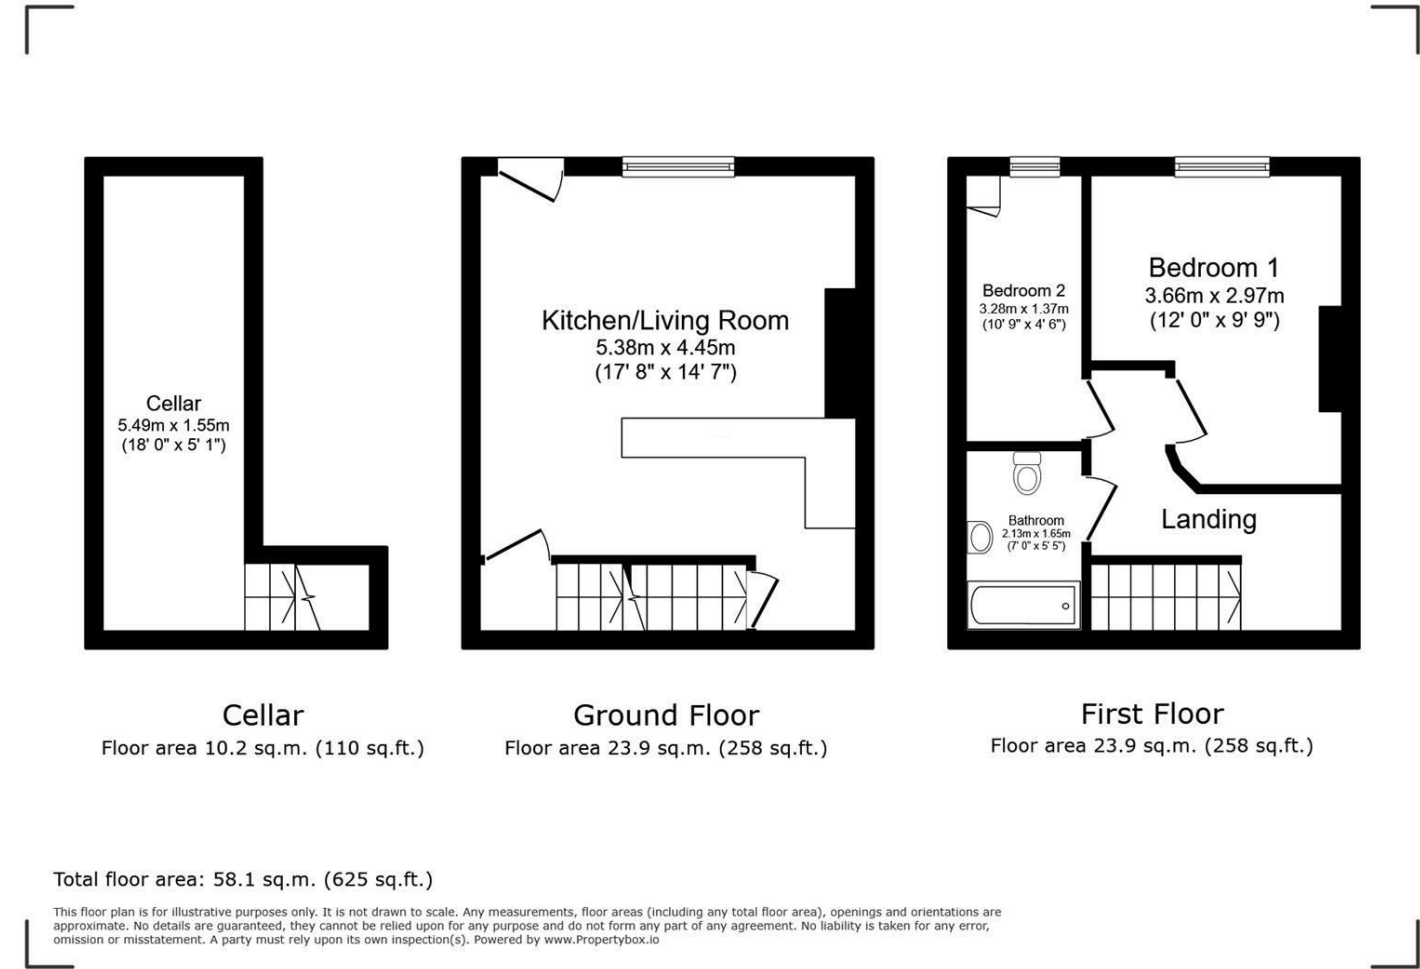 Cellar
5.49m x 1.55m
(18' 0" x 5' 1")
Kitchen/Living Room
5.38m x 4.45m
(17' 8" x 14' 7")
Bedroom 2
3.28m x 1.37m
(10' 9" x 4' 6")
Bedroom 1
3.66m x 2.97m
(12' 0" x 9' 9")
Bathroom
2.13m x 1.65m
(7' 0" x 5' 5")
Landing
Cellar
Floor area 10.2 sq.m. (110 sq.ft.)
Ground Floor
Floor area 23.9 sq.m. (258 sq.ft.)
First Floor
Floor area 23.9 sq.m. (258 sq.ft.)
Total floor area: 58.1 sq.m. (625 sq.ft.)
This floor plan is for illustrative purposes only. It is not drawn to scale. Any measurements, floor areas (including any total floor area), openings and orientations are
approximate. No details are guaranteed, they cannot be relied upon for any purpose and do not form any part of any agreement. No liability is taken for any error,
omission or misstatement. A party must rely upon its own inspection(s). Powered by www.Propertybox.io